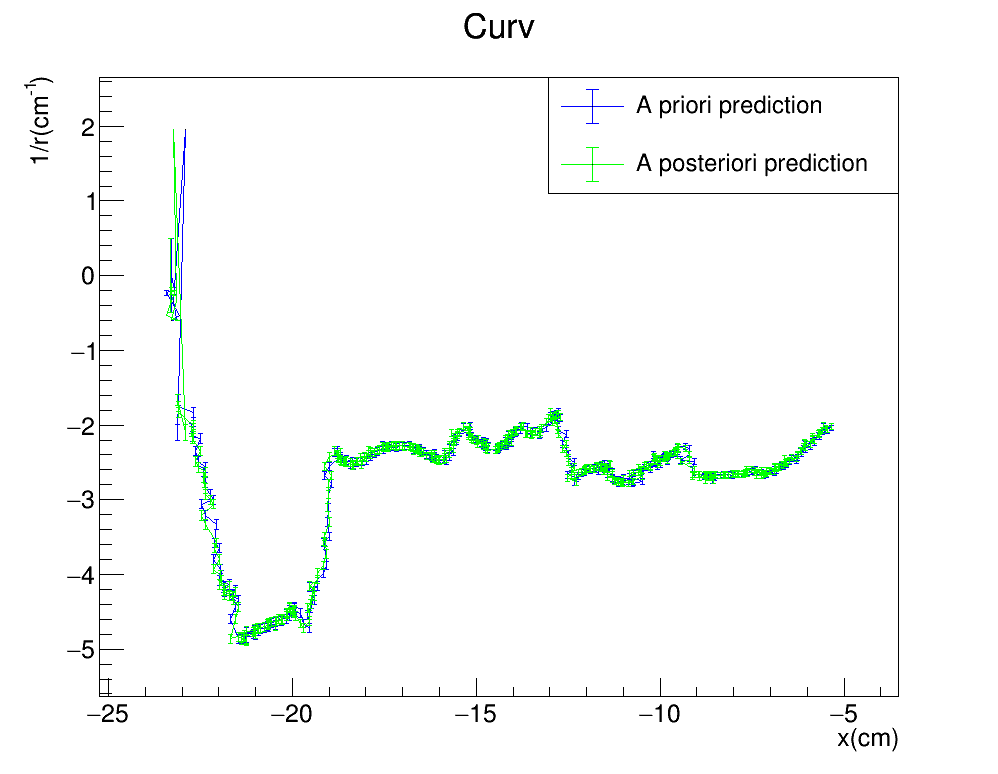 Curv
1/r(cm⁻¹)
A priori prediction
A posteriori prediction
2
1
0
−1
−2
−3
−4
−5
−25 −20 −15 −10 −5
x(cm)